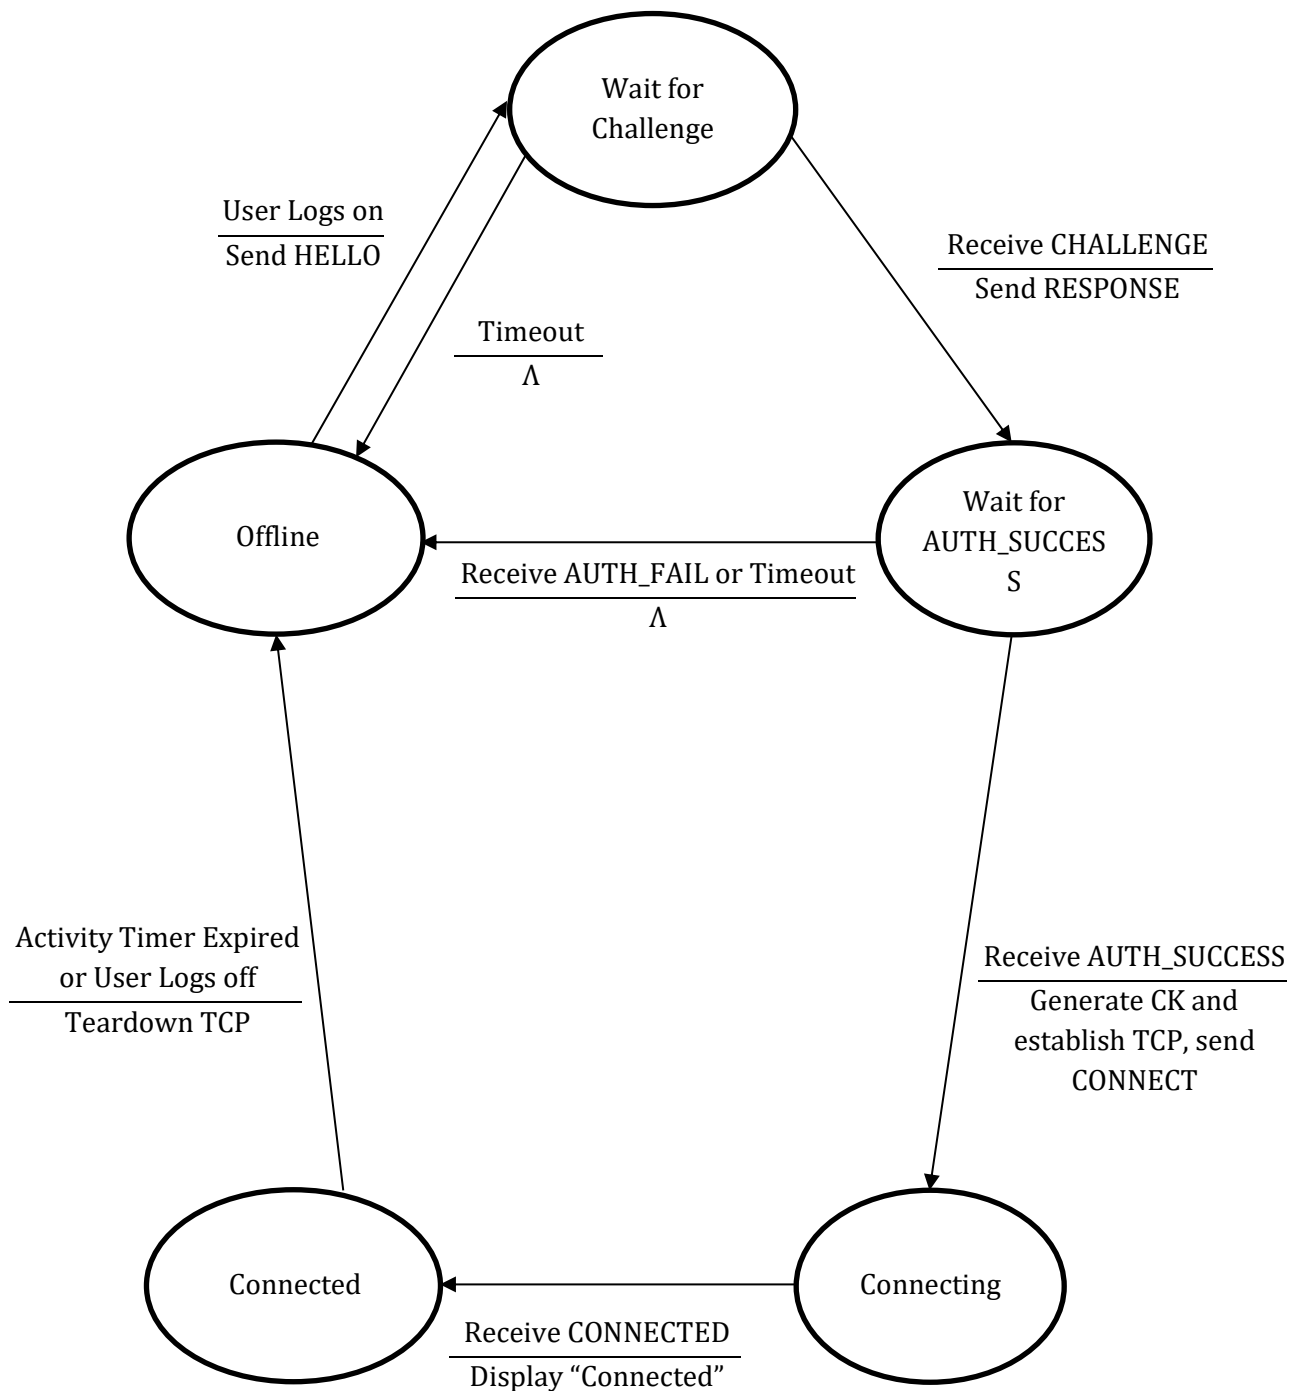 Wait for
Challenge
User Logs on
Send HELLO
Receive CHALLENGE
Send RESPONSE
Timeout
Λ
Offline
Wait for
AUTH_SUCCES
S
Receive AUTH_FAIL or Timeout
Λ
Activity Timer Expired
or User Logs off
Teardown TCP
Receive AUTH_SUCCESS
Generate CK and
establish TCP, send
CONNECT
Connected
Connecting
Receive CONNECTED
Display “Connected”